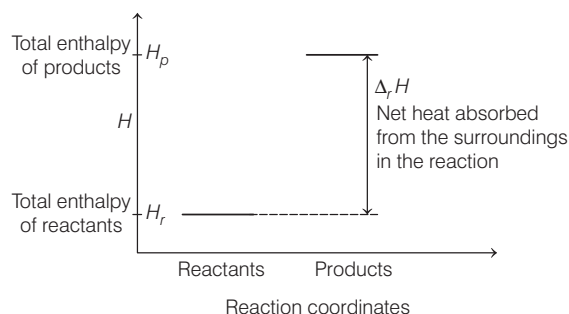 Total enthalpy
of products
H_p
Δ_rH
Net heat absorbed
from the surroundings
in the reaction
H
Total enthalpy
of reactants
H_r
Reactants
Products
Reaction coordinates